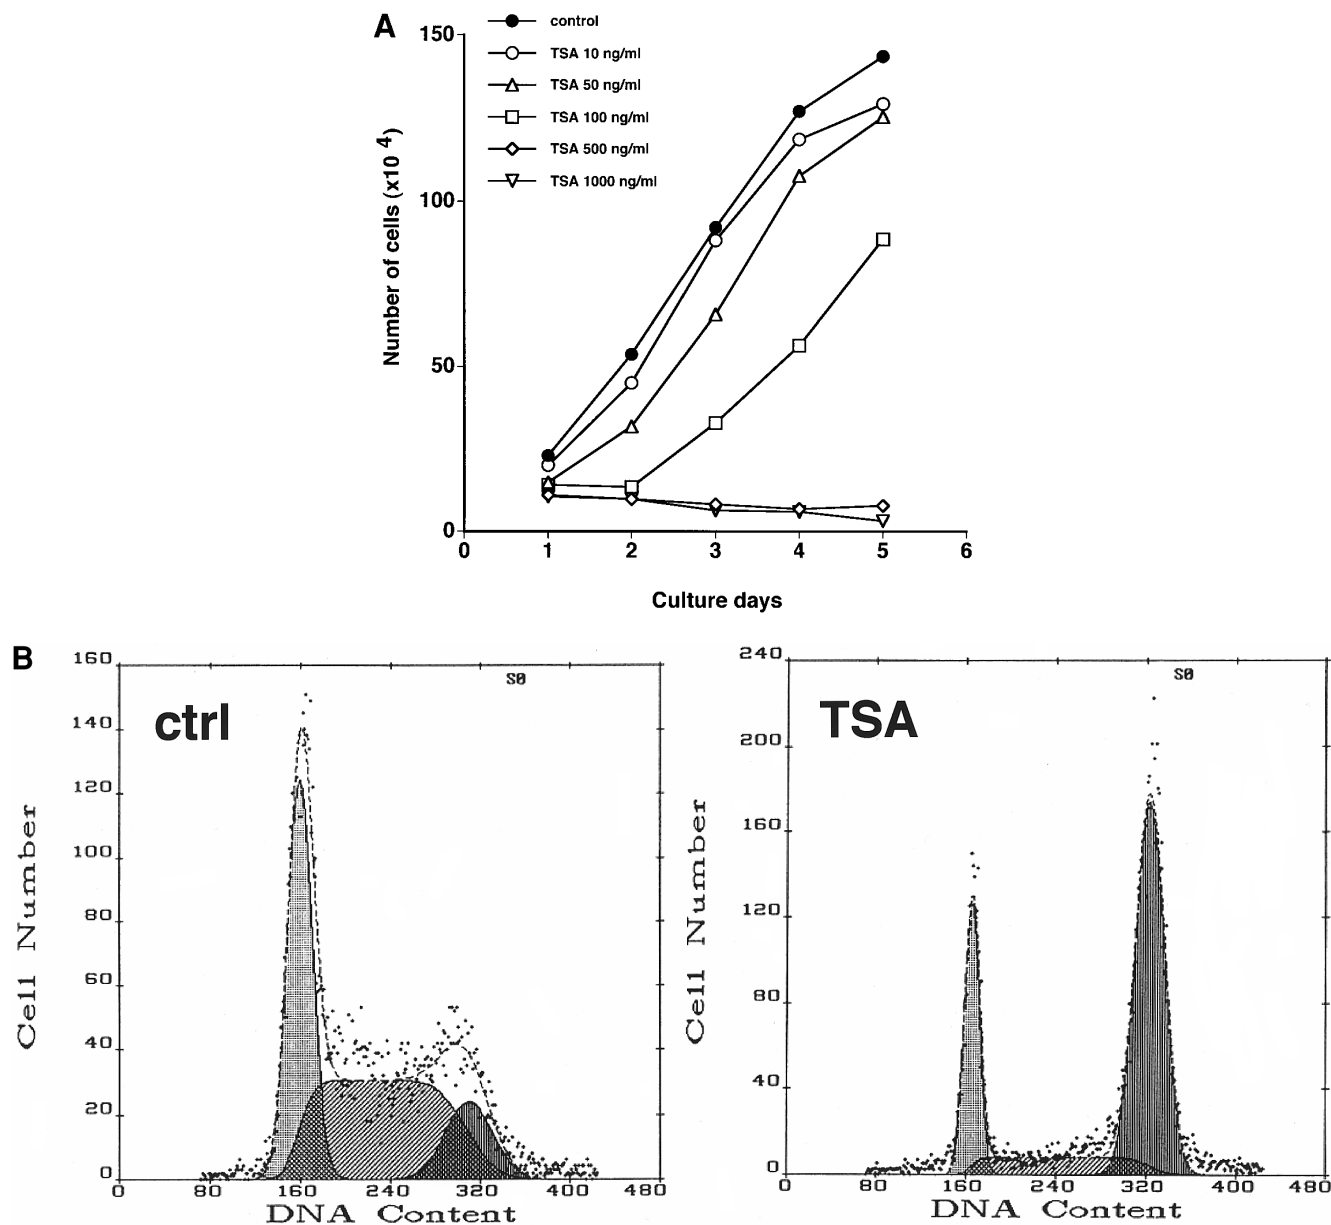 A
control
TSA 10 ng/ml
TSA 50 ng/ml
TSA 100 ng/ml
TSA 500 ng/ml
TSA 1000 ng/ml
150
100
50
0
Number of cells (x10 4)
0 1 2 3 4 5 6
Culture days
B
160
140
120
100
80
60
40
20
0
Cell Number
ctrl
S0
0 80 160 240 320 400 480
DNA Content
240
200
160
120
80
40
0
Cell Number
TSA
S0
0 80 160 240 320 400 480
DNA Content